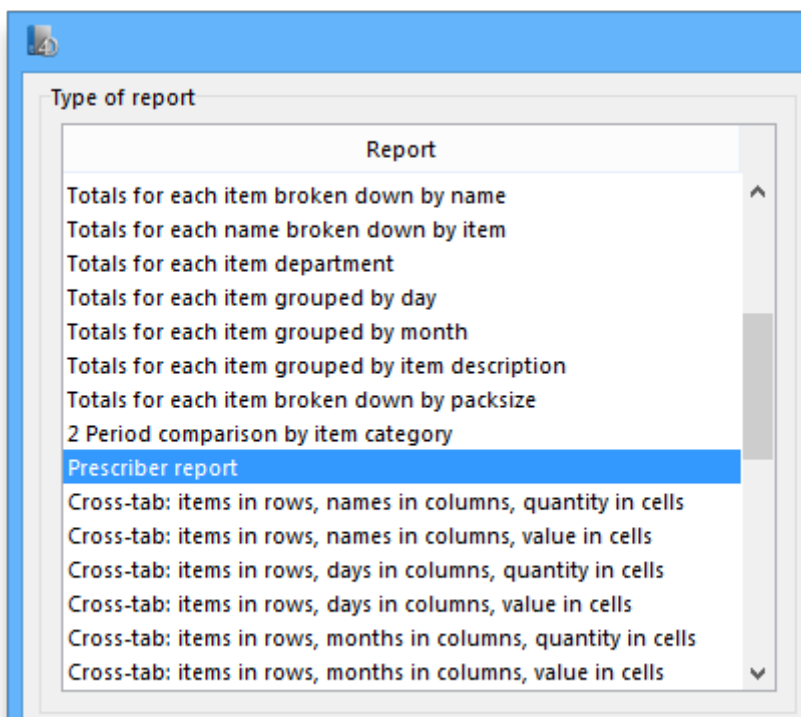 Type of report
Report
Totals for each item broken down by name
Totals for each name broken down by item
Totals for each item department
Totals for each item grouped by day
Totals for each item grouped by month
Totals for each item grouped by item description
Totals for each item broken down by packsize
2 Period comparison by item category
Prescriber report
Cross-tab: items in rows, names in columns, quantity in cells
Cross-tab: items in rows, names in columns, value in cells
Cross-tab: items in rows, days in columns, quantity in cells
Cross-tab: items in rows, days in columns, value in cells
Cross-tab: items in rows, months in columns, quantity in cells
Cross-tab: items in rows, months in columns, value in cells